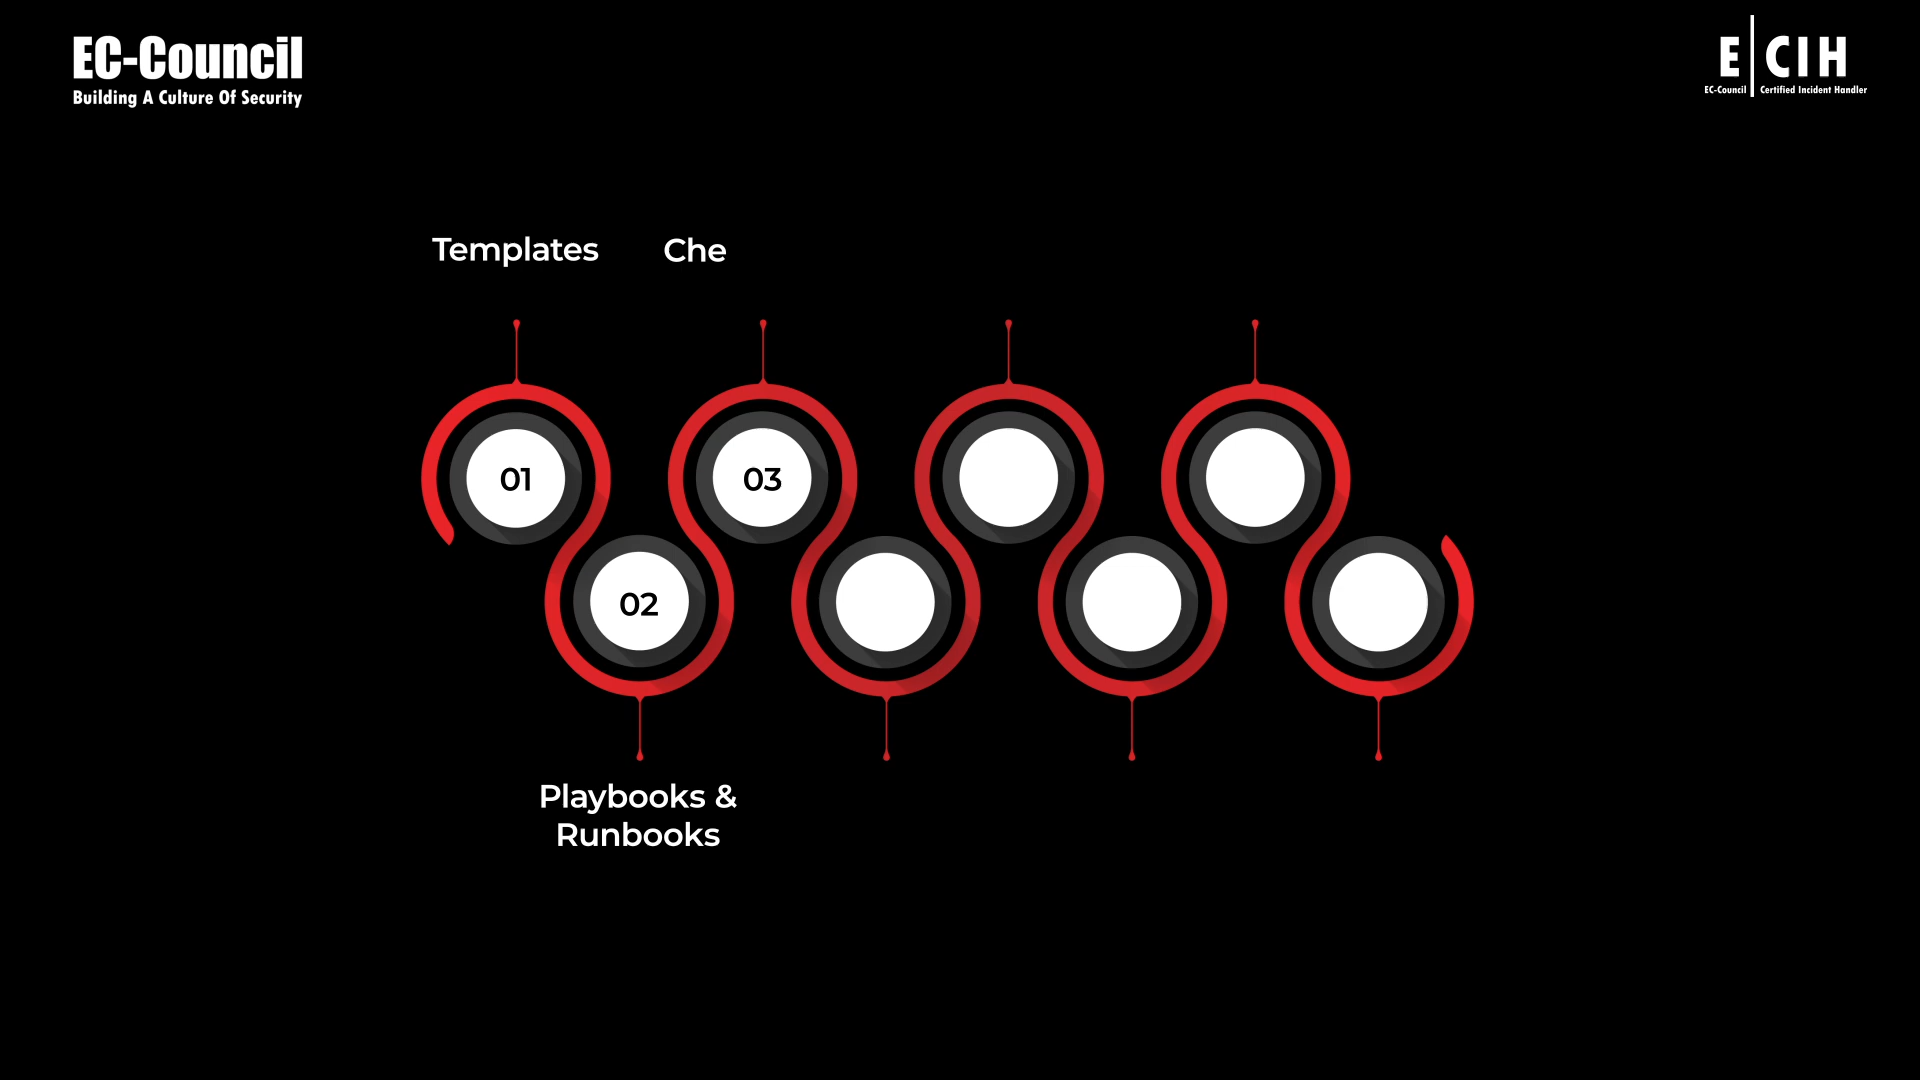 EC-Council
Building A Culture Of Security
E CIH
EC-Council Certified Incident Handler
Templates
Che
01
03
02
Playbooks &
Runbooks